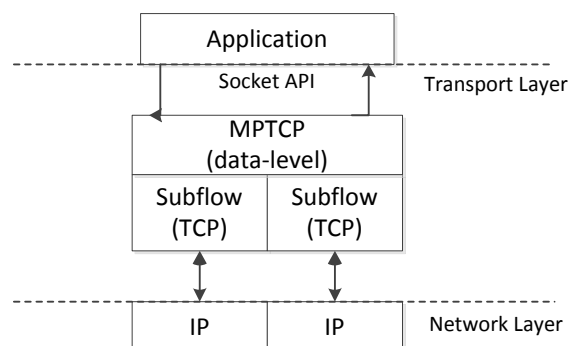 Application
Socket API
Transport Layer
MPTCP
(data-level)
Subflow
(TCP)
Subflow
(TCP)
IP
IP
Network Layer